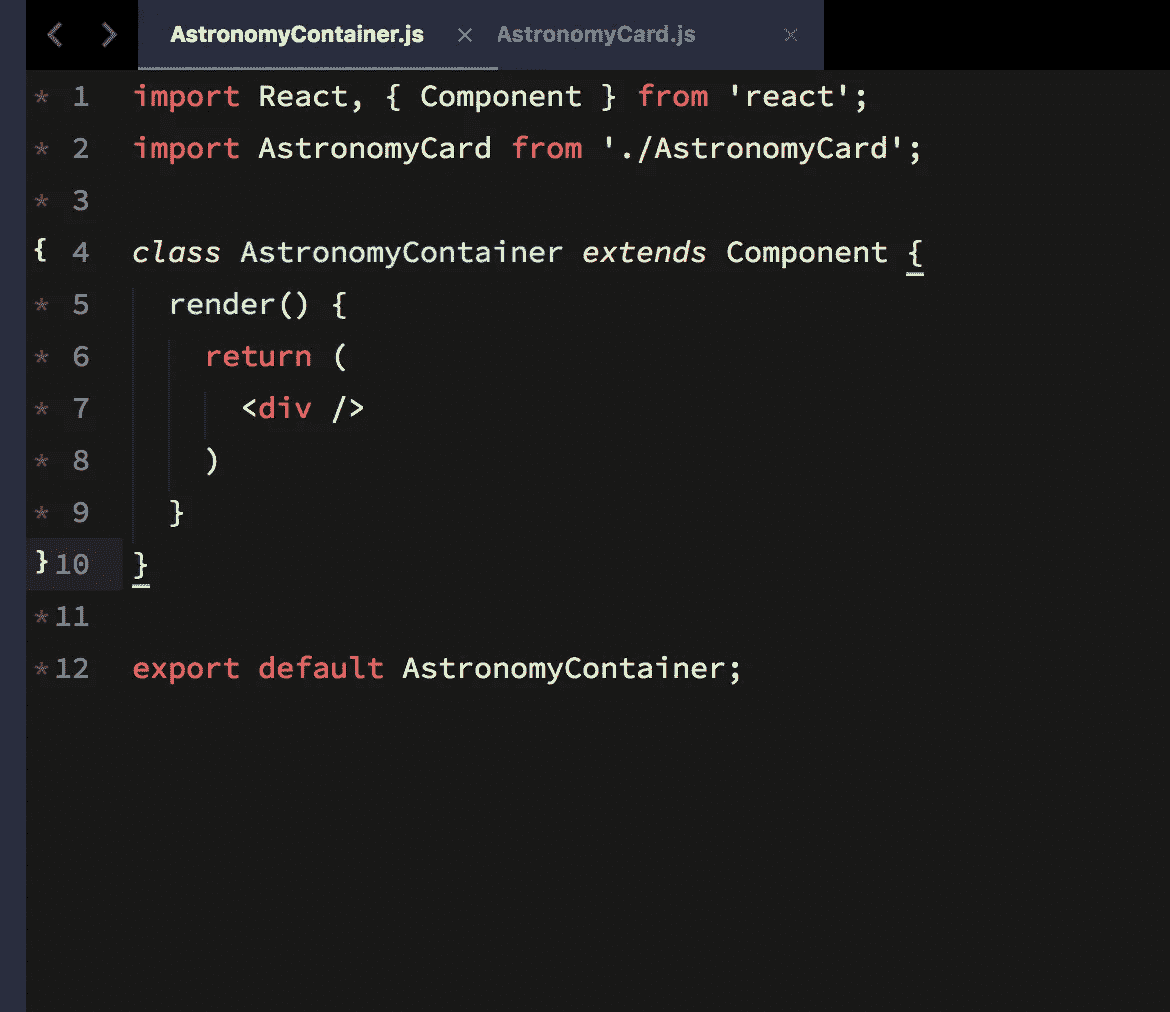 AstronomyContainer.js × AstronomyCard.js ×
* 1 import React, { Component } from 'react';
* 2 import AstronomyCard from './AstronomyCard';
* 3
{ 4 class AstronomyContainer extends Component {
* 5 render() {
* 6 return (
* 7 <div />
* 8 )
* 9 }
} 10 }
* 11
* 12 export default AstronomyContainer;